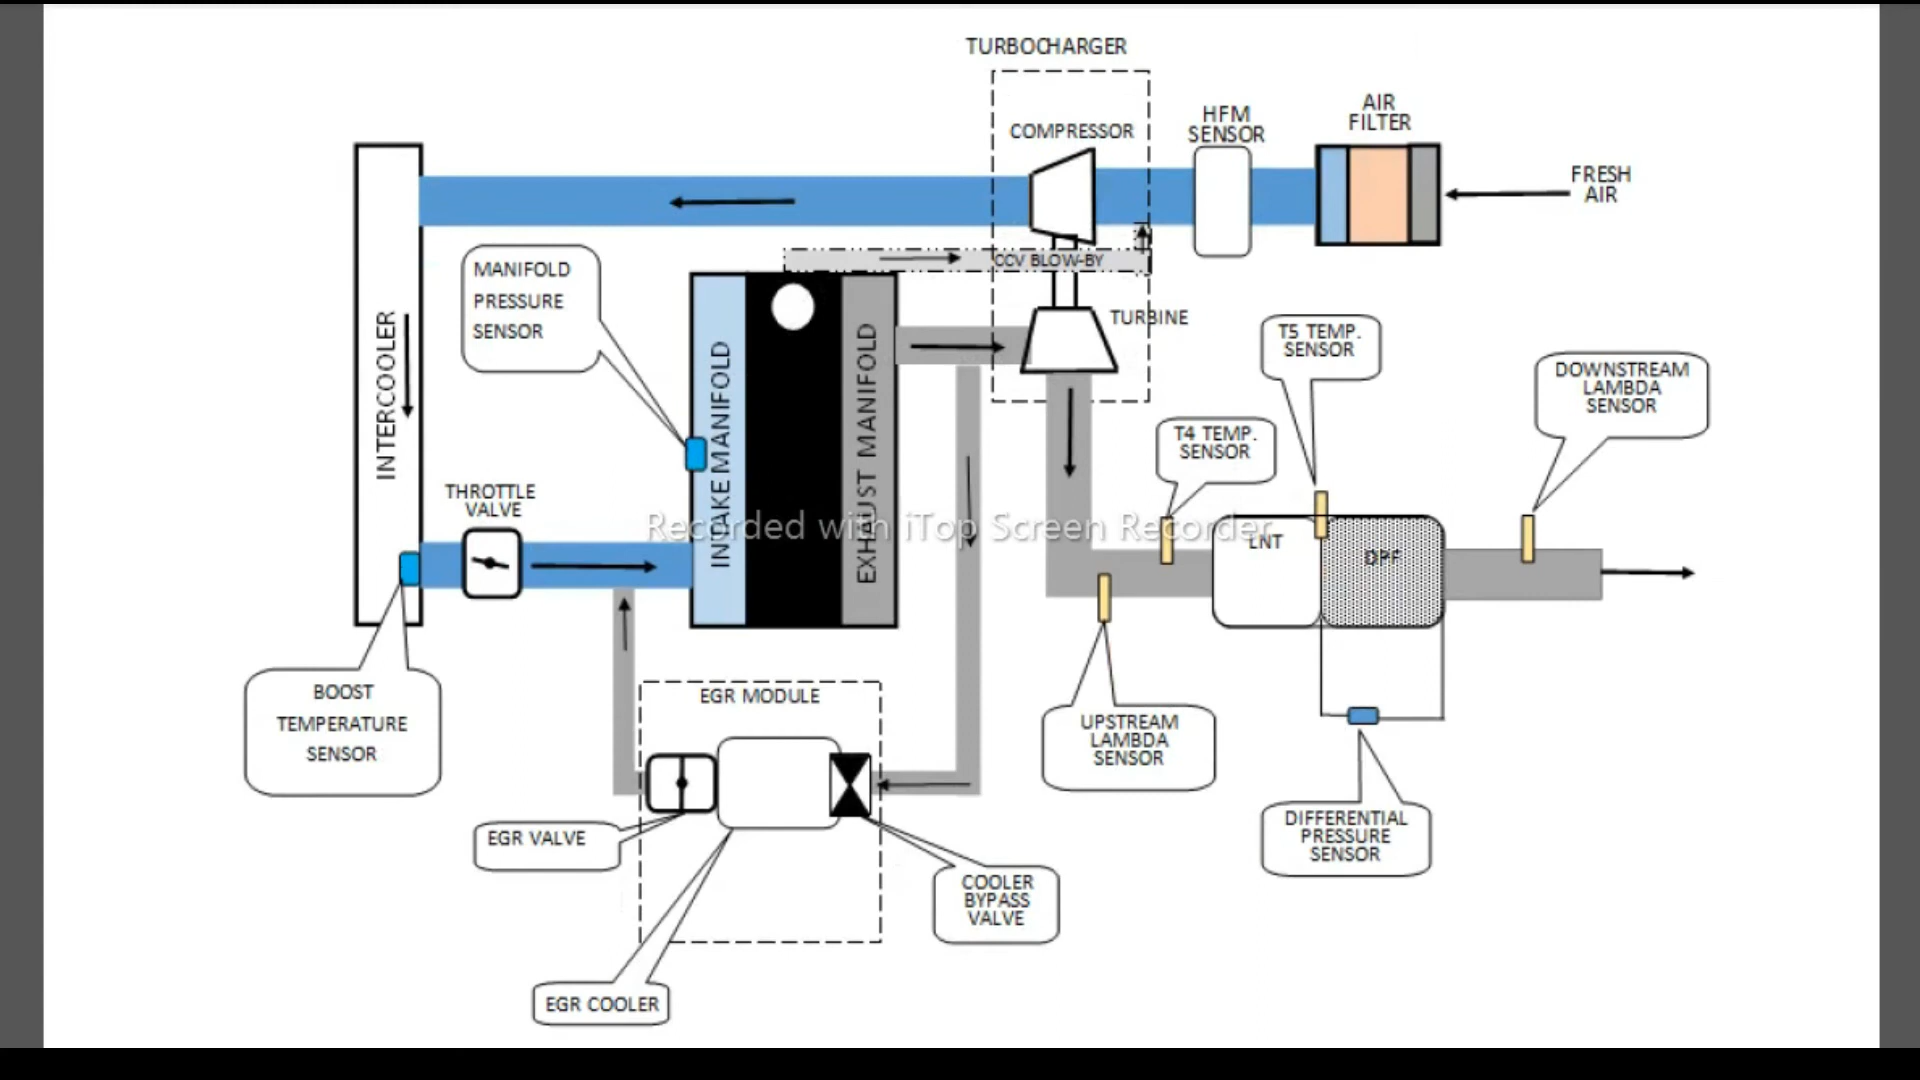 TURBOCHARGER
COMPRESSOR
HFM
SENSOR
AIR
FILTER
FRESH
AIR
MANIFOLD
PRESSURE
SENSOR
CCV BLOW-BY
TURBINE
INTERCOOLER
INTAKE MANIFOLD
EXHAUST MANIFOLD
T5 TEMP.
SENSOR
DOWNSTREAM
LAMBDA
SENSOR
T4 TEMP.
SENSOR
THROTTLE
VALVE
Recorded with iTop Screen Recorder
LNT
DPF
BOOST
TEMPERATURE
SENSOR
EGR MODULE
UPSTREAM
LAMBDA
SENSOR
DIFFERENTIAL
PRESSURE
SENSOR
EGR VALVE
COOLER
BYPASS
VALVE
EGR COOLER